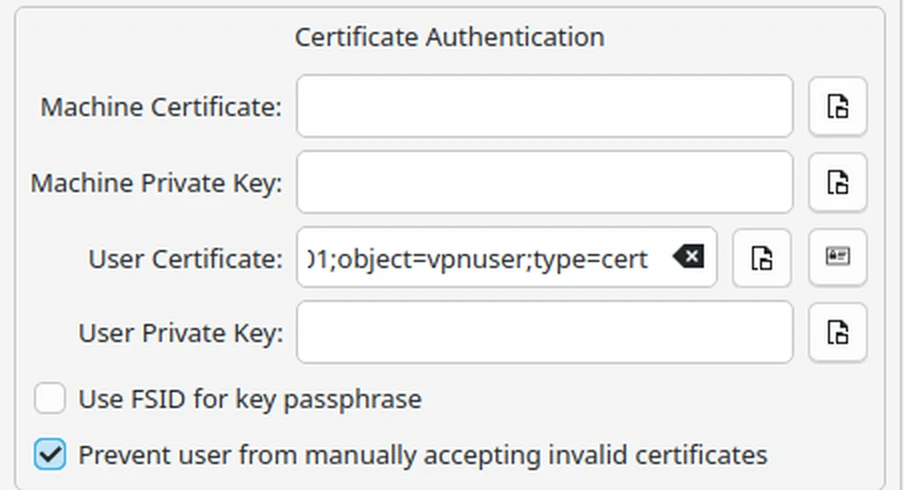 Certificate Authentication
Machine Certificate:
Machine Private Key:
User Certificate: 1;object=vpnuser;type=cert
User Private Key:
Use FSID for key passphrase
Prevent user from manually accepting invalid certificates